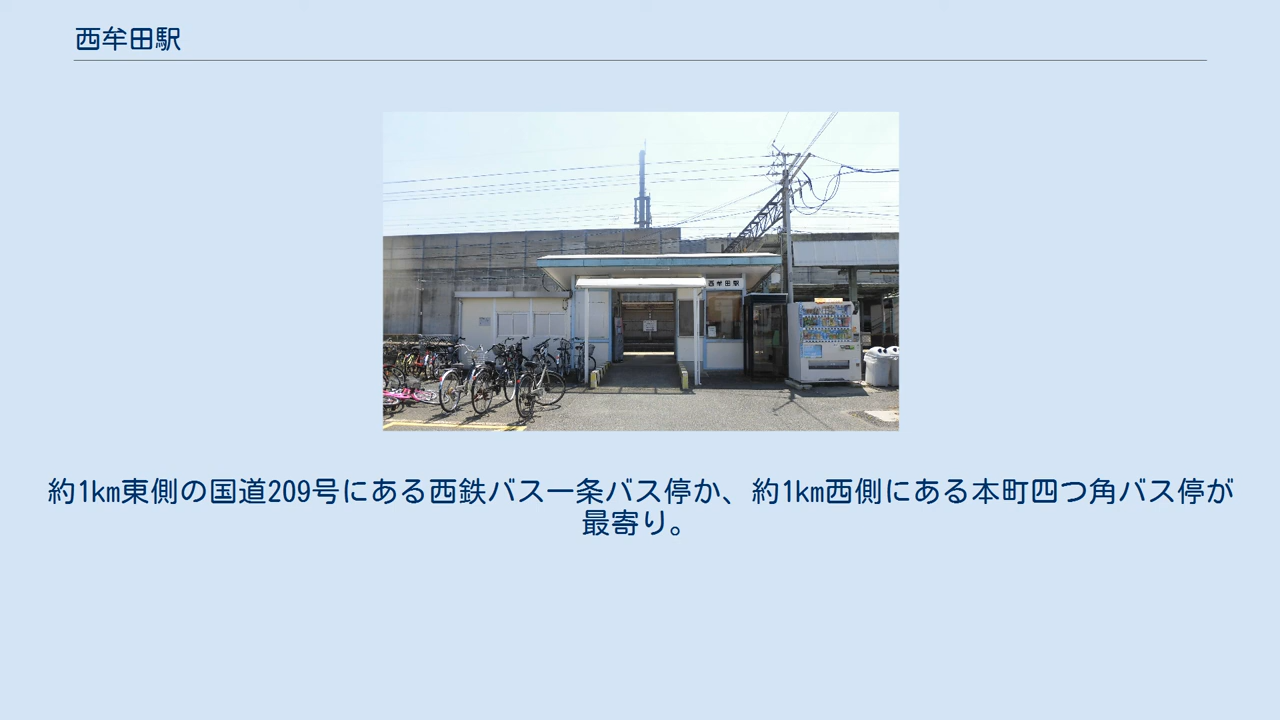 西牟田駅
西牟田駅
約1km東側の国道209号にある西鉄バス一条バス停か、約1km西側にある本町四つ角バス停が
最寄り。